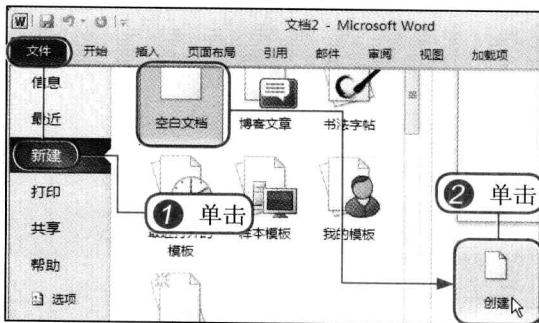 文档2 - Microsoft Word
文件 开始 插入 页面布局 引用 邮件 审阅 视图 加载项
信息
最近
新建
打印
共享
帮助
选项
空白文档 博客文章 书法字帖
❶ 单击
模板 样本模板 我的模板
❷ 单击
创建